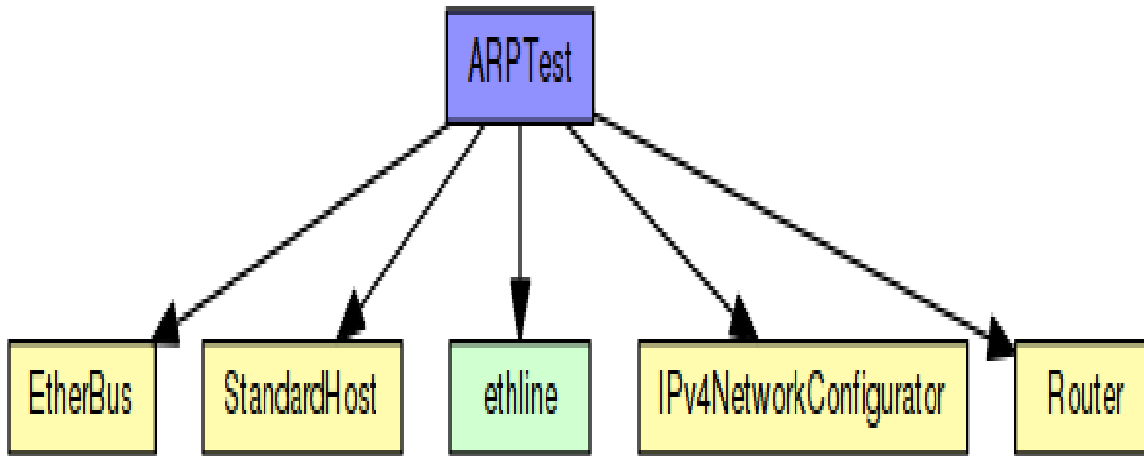 ARPTest
EtherBus
StandardHost
ethline
IPv4NetworkConfigurator
Router